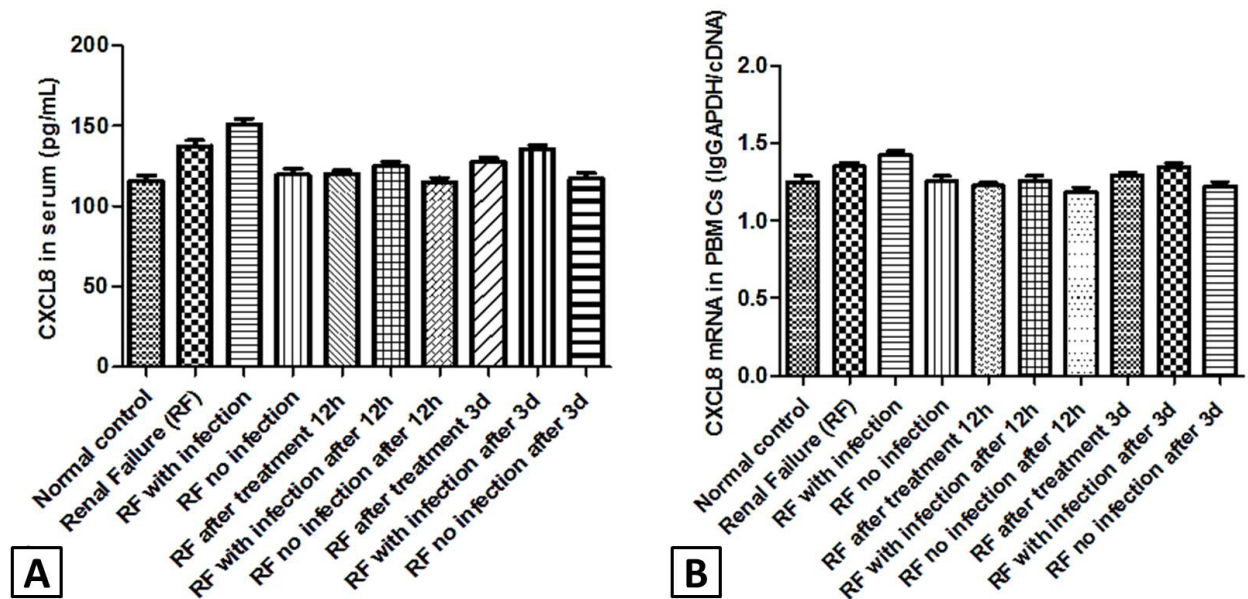 CXCL8 in serum (pg/mL)
200
150
100
50
0
Normal control
Renal Failure (RF)
RF with infection
RF no infection
RF after treatment 12h
RF with infection after 12h
RF no infection after 12h
RF after treatment 3d
RF with infection after 3d
RF no infection after 3d
A
CXCL8 mRNA in PBM Cs (IgGAPDH/cDNA)
2.0
1.5
1.0
0.5
0.0
Normal control
Renal Failure (RF)
RF with infection
RF no infection
RF after treatment 12h
RF with infection after 12h
RF no infection after 12h
RF after treatment 3d
RF with infection after 3d
RF no infection after 3d
B